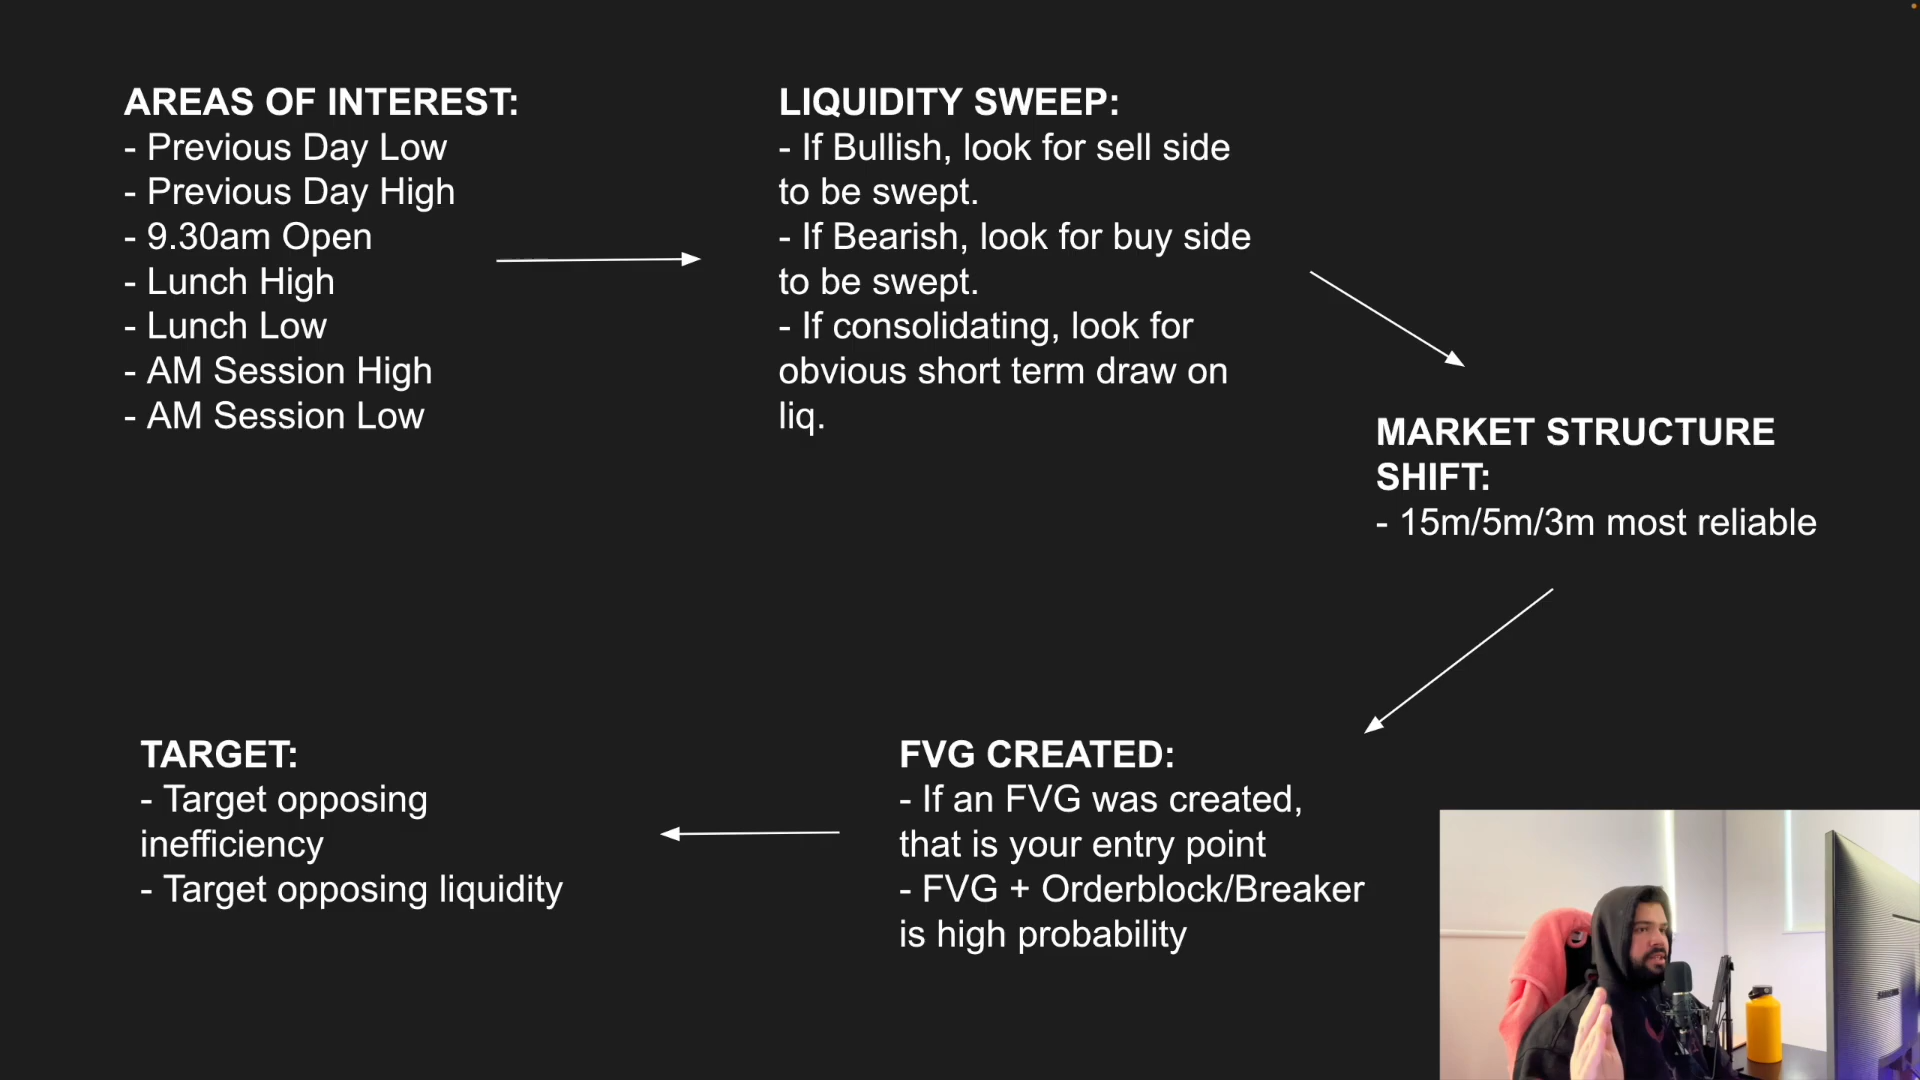 AREAS OF INTEREST:
- Previous Day Low
- Previous Day High
- 9.30am Open
- Lunch High
- Lunch Low
- AM Session High
- AM Session Low
LIQUIDITY SWEEP:
- If Bullish, look for sell side
to be swept.
- If Bearish, look for buy side
to be swept.
- If consolidating, look for
obvious short term draw on
liq.
MARKET STRUCTURE
SHIFT:
- 15m/5m/3m most reliable
FVG CREATED:
- If an FVG was created,
that is your entry point
- FVG + Orderblock/Breaker
is high probability
TARGET:
- Target opposing
inefficiency
- Target opposing liquidity